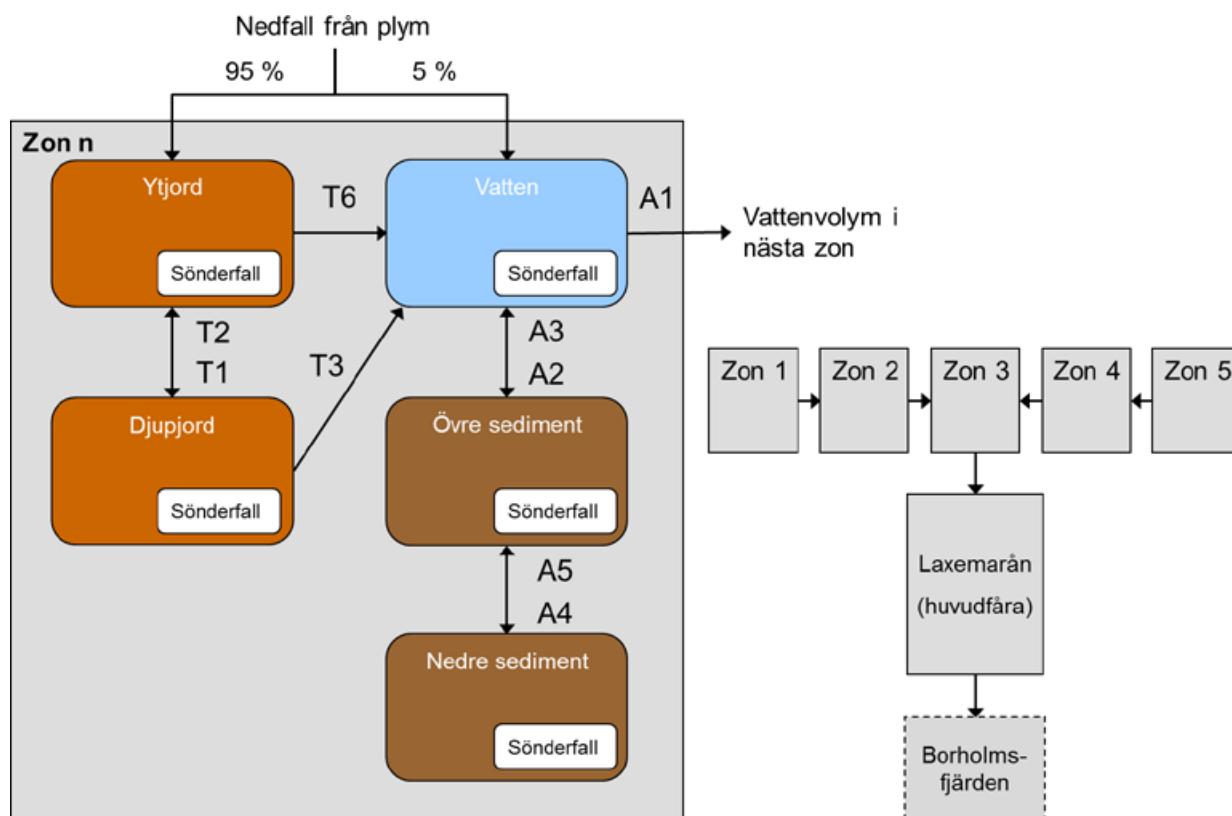 Nedfall från plym
95 %
5 %
Zon n
Ytjord
Sönderfall
T6
Vatten
Sönderfall
A1
Vattenvolym i
nästa zon
T2
T1
T3
A3
A2
Djupjord
Sönderfall
Övre sediment
Sönderfall
A5
A4
Nedre sediment
Sönderfall
Zon 1
Zon 2
Zon 3
Zon 4
Zon 5
Laxemarån
(huvudfåra)
Borholms-
fjärden